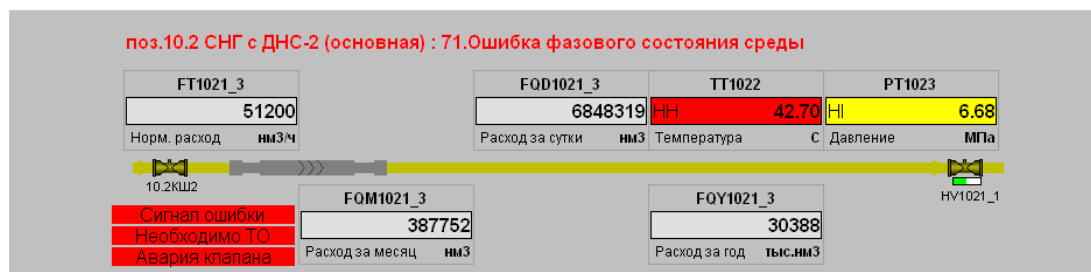 поз.10.2 СНГ с ДНС-2 (основная) : 71.Ошибка фазового состояния среды
FT1021_3
51200
Норм. расход нм3/ч
FQD1021_3
6848319
Расход за сутки нм3
TT1022
HH 42.70
Температура С
PT1023
HI 6.68
Давление МПа
10.2КШ2
HV1021_1
Сигнал ошибки
Необходимо ТО
Авария клапана
FQM1021_3
387752
Расход за месяц нм3
FQY1021_3
30388
Расход за год тыс.нм3